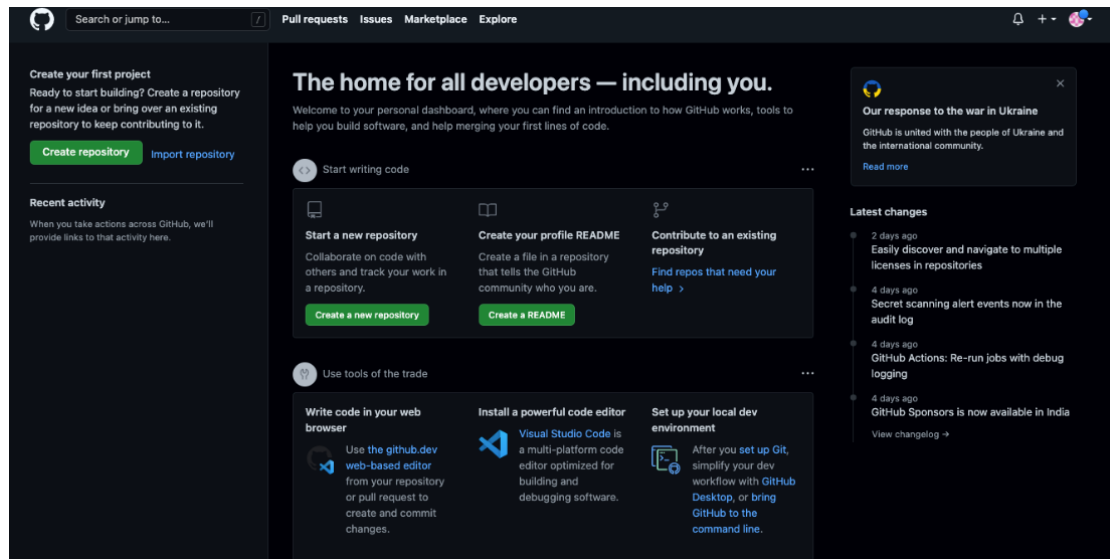 Search or jump to...
/
Pull requests Issues Marketplace Explore
Create your first project
Ready to start building? Create a repository
for a new idea or bring over an existing
repository to keep contributing to it.
Create repository
Import repository
Recent activity
When you take actions across GitHub, we'll
provide links to that activity here.
The home for all developers — including you.
Welcome to your personal dashboard, where you can find an introduction to how GitHub works, tools to
help you build software, and help merging your first lines of code.
Start writing code
Start a new repository
Collaborate on code with
others and track your work in
a repository.
Create a new repository
Create your profile README
Create a file in a repository
that tells the GitHub
community who you are.
Create a README
Contribute to an existing
repository
Find repos that need your
help >
Use tools of the trade
Write code in your web
browser
Use the github.dev
web-based editor
from your repository
or pull request to
create and commit
changes.
Install a powerful code editor
Visual Studio Code is
a multi-platform code
editor optimized for
building and
debugging software.
Set up your local dev
environment
After you set up Git,
simplify your dev
workflow with GitHub
Desktop, or bring
GitHub to the
command line.
Our response to the war in Ukraine
GitHub is united with the people of Ukraine and
the international community.
Read more
Latest changes
2 days ago
Easily discover and navigate to multiple
licenses in repositories
4 days ago
Secret scanning alert events now in the
audit log
4 days ago
GitHub Actions: Re-run jobs with debug
logging
4 days ago
GitHub Sponsors is now available in India
View changelog →